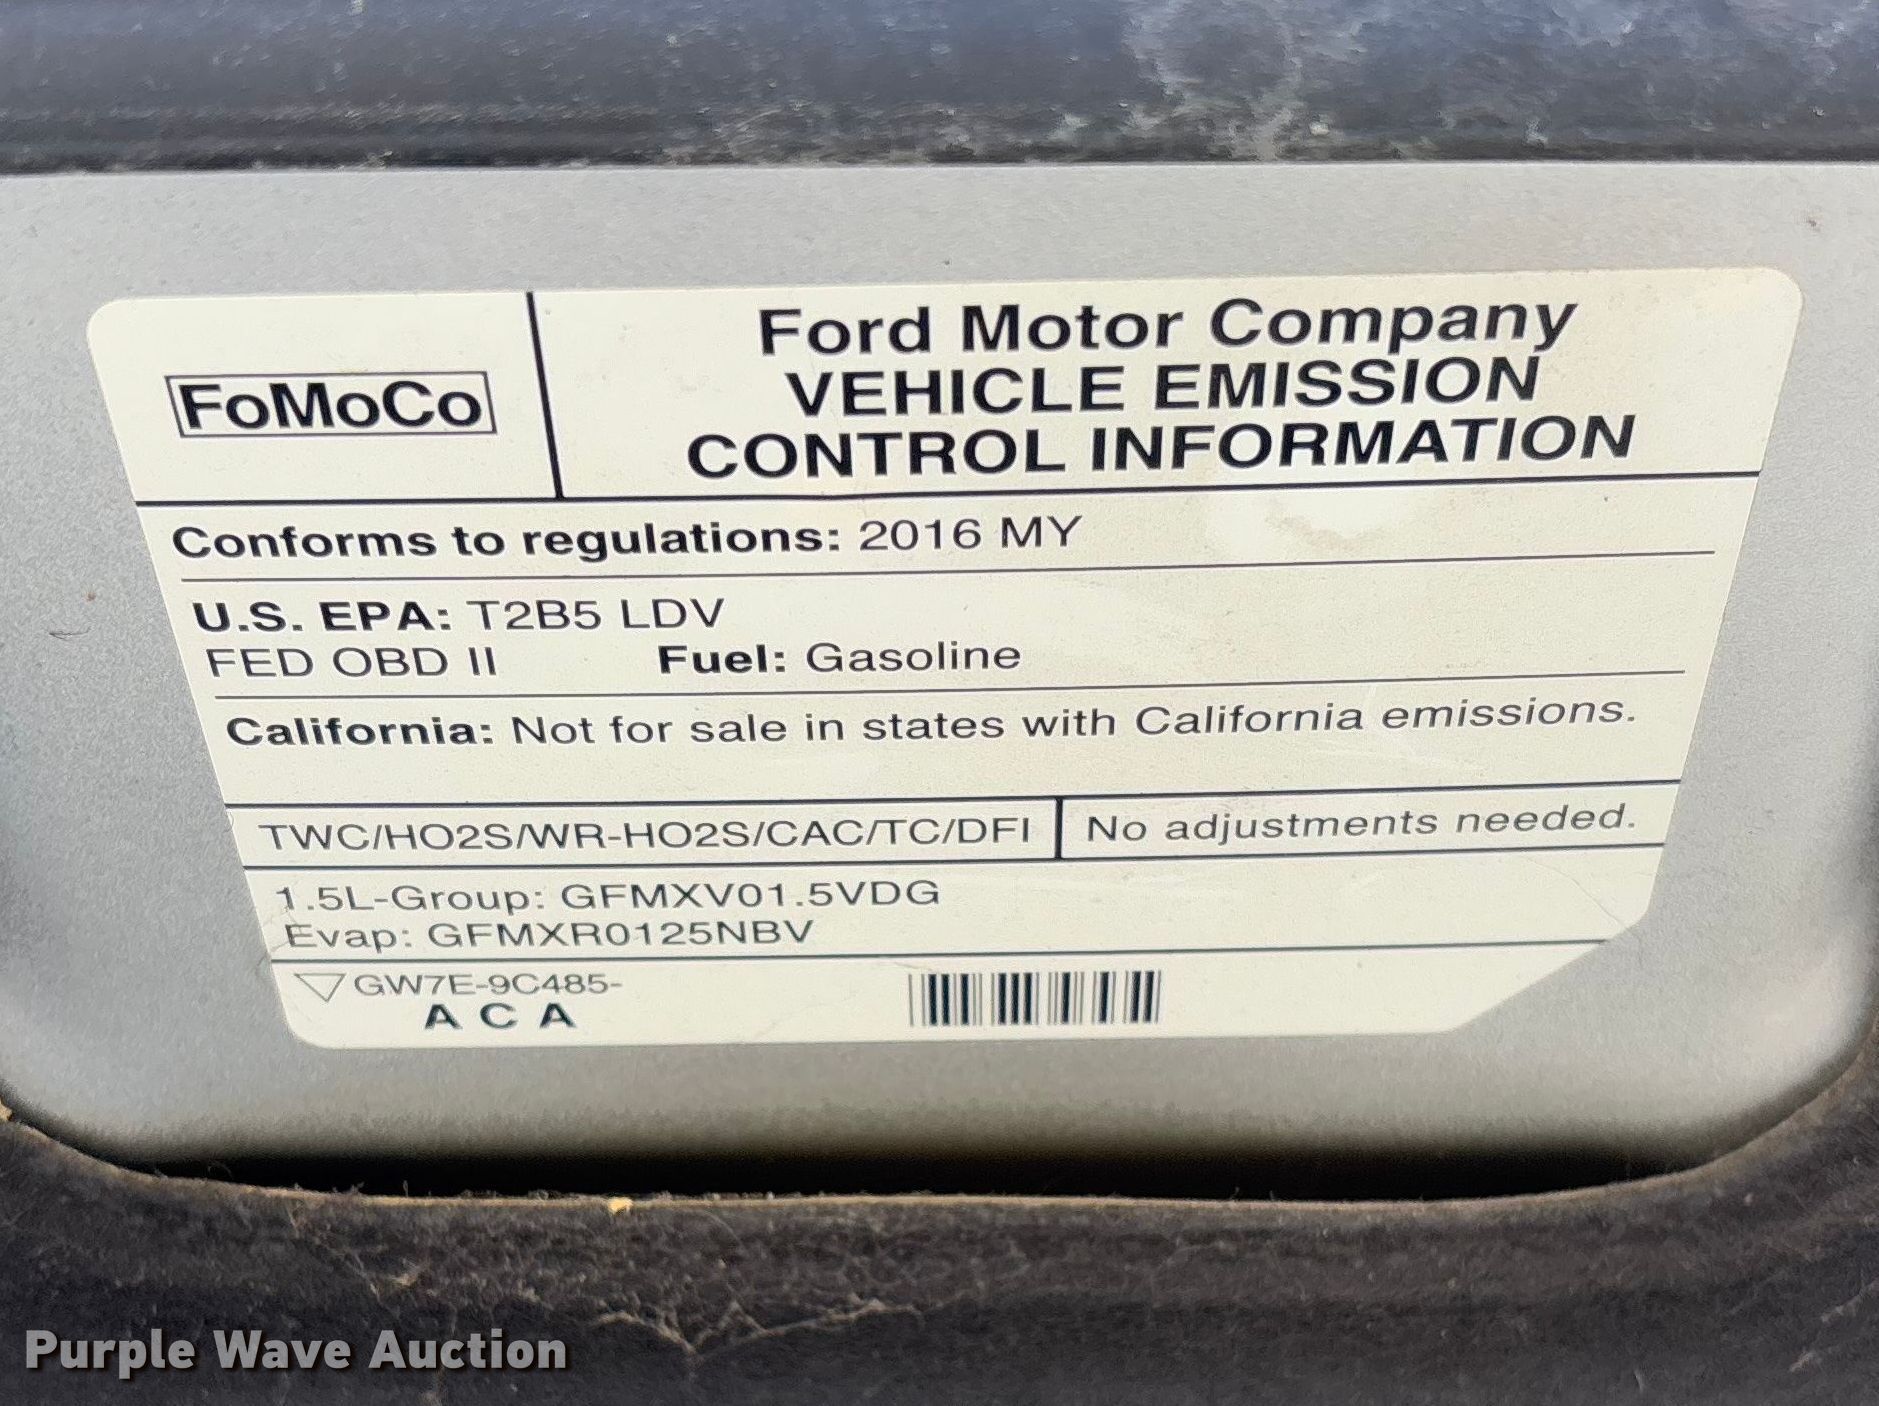 FoMoCo
Ford Motor Company
VEHICLE EMISSION
CONTROL INFORMATION
Conforms to regulations: 2016 MY
U.S. EPA: T2B5 LDV
FED OBD II Fuel: Gasoline
California: Not for sale in states with California emissions.
TWC/HO2S/WR-HO2S/CAC/TC/DFI No adjustments needed.
1.5L-Group: GFMXV01.5VDG
Evap: GFMXR0125NBV
GW7E-9C485-
A C A
Purple Wave Auction